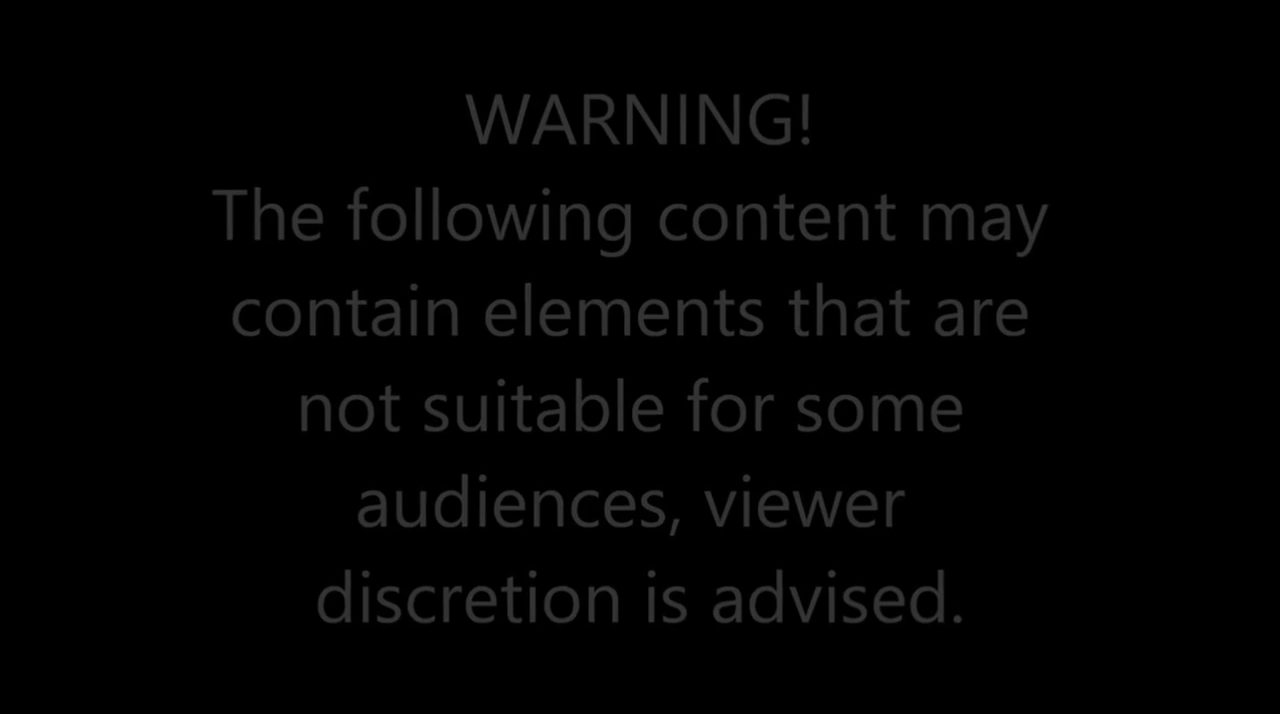 WARNING!
The following content may
contain elements that are
not suitable for some
audiences, viewer
discretion is advised.